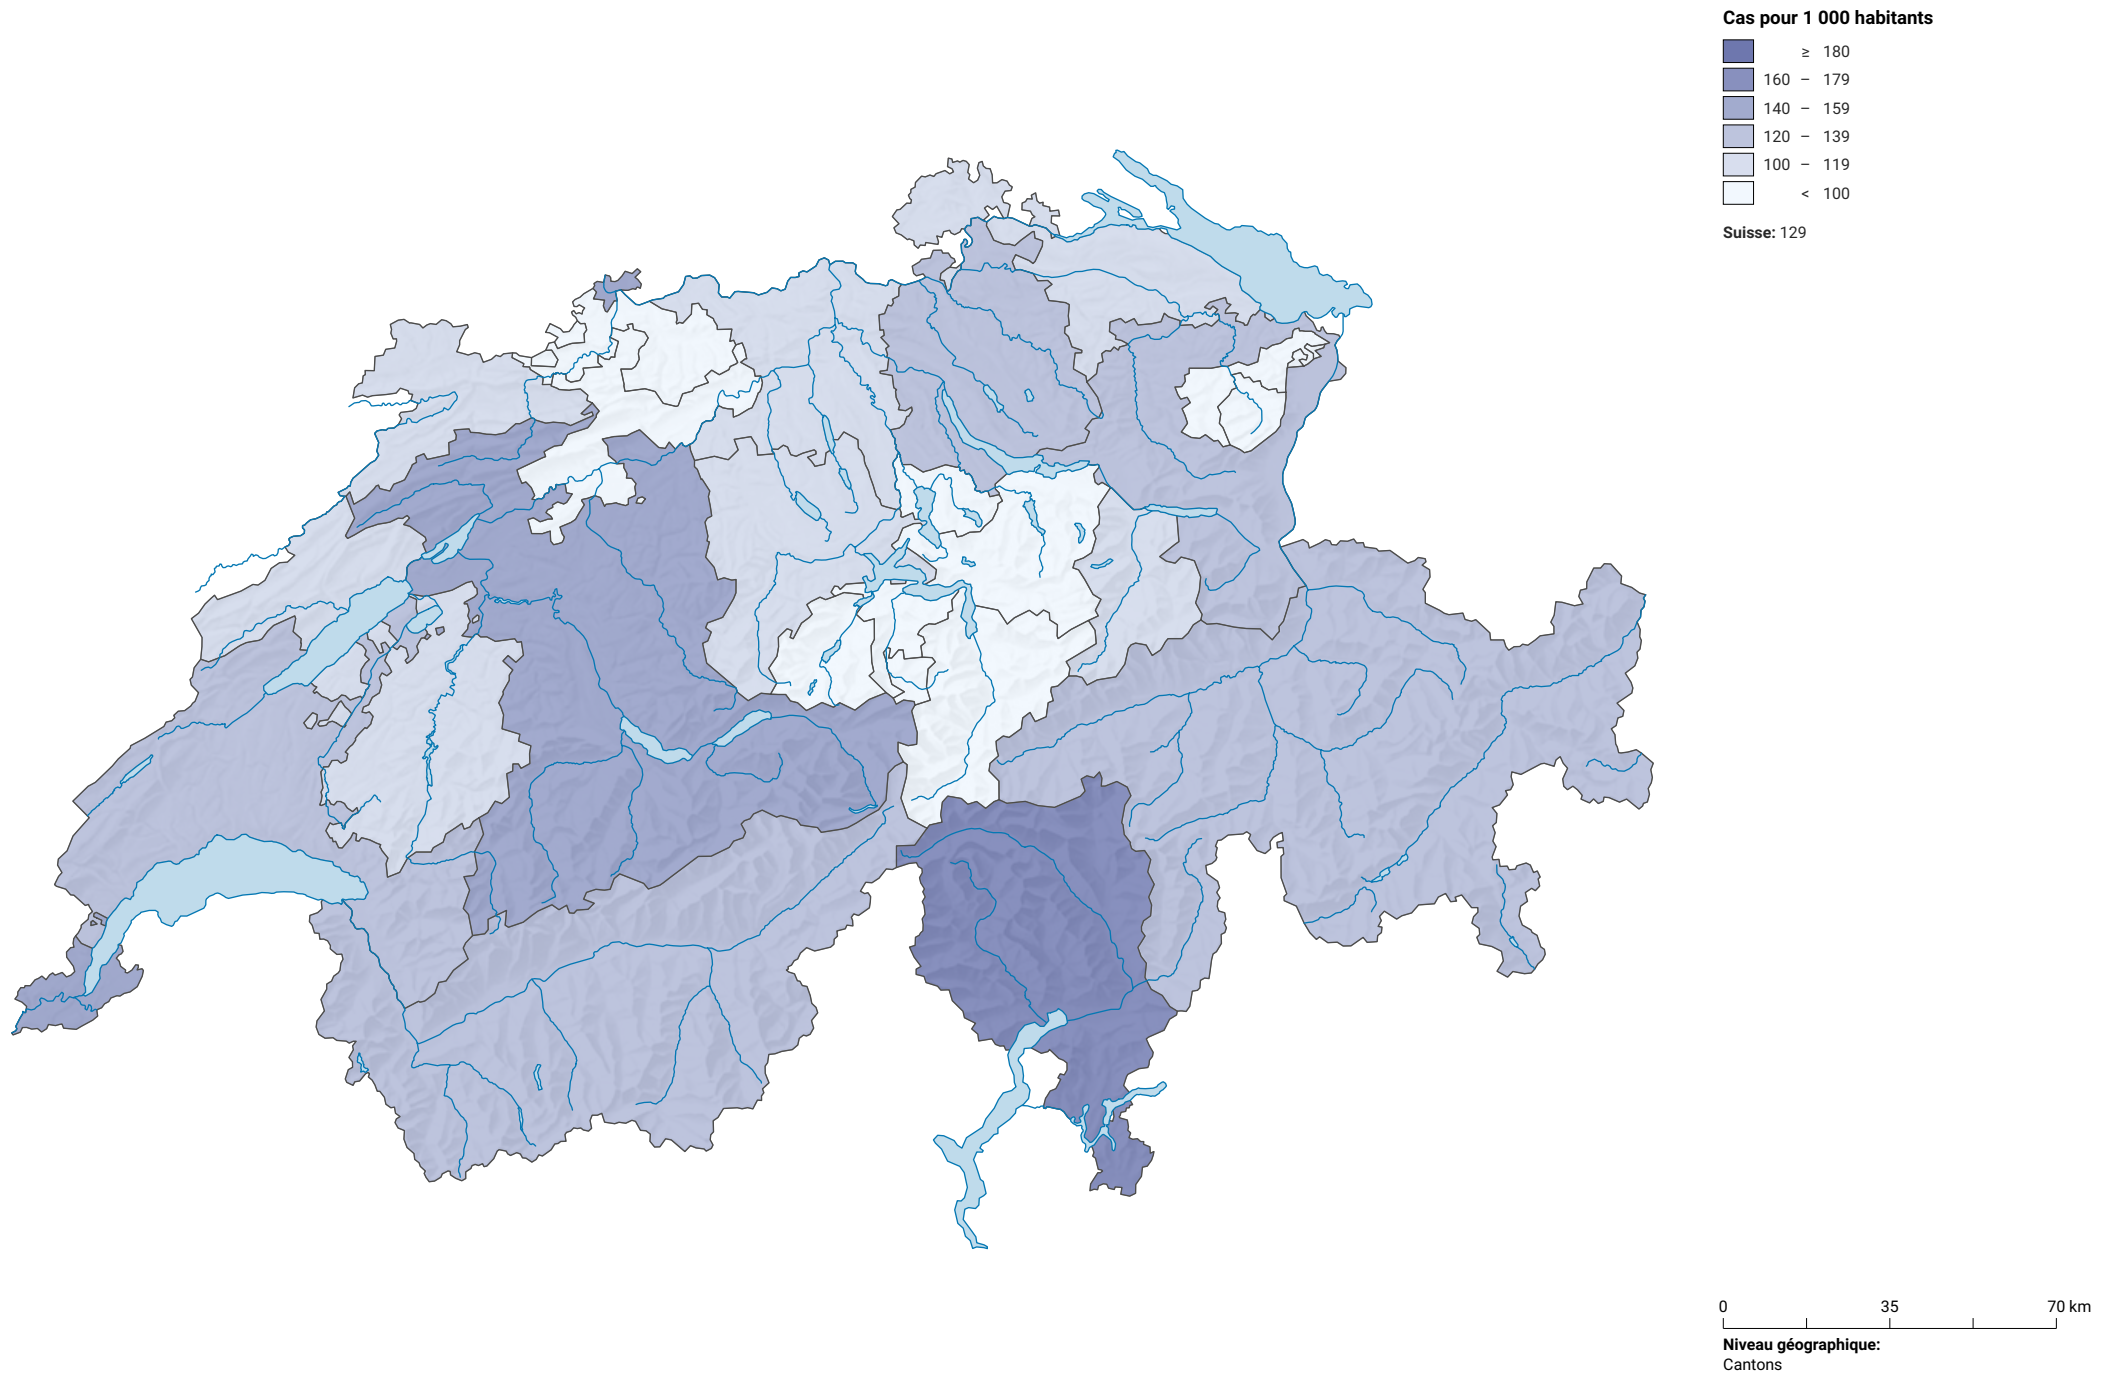 Cas pour 1 000 habitants
≥ 180
160 – 179
140 – 159
120 – 139
100 – 119
< 100
Suisse: 129
0 35 70 km
Niveau géographique:
Cantons